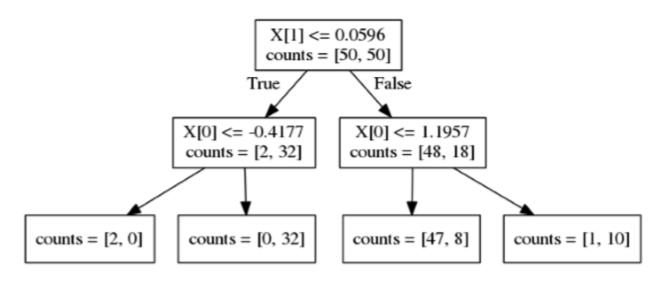 X[1] <= 0.0596
counts = [50, 50]
True
False
X[0] <= -0.4177
counts = [2, 32]
X[0] <= 1.1957
counts = [48, 18]
counts = [2, 0]
counts = [0, 32]
counts = [47, 8]
counts = [1, 10]